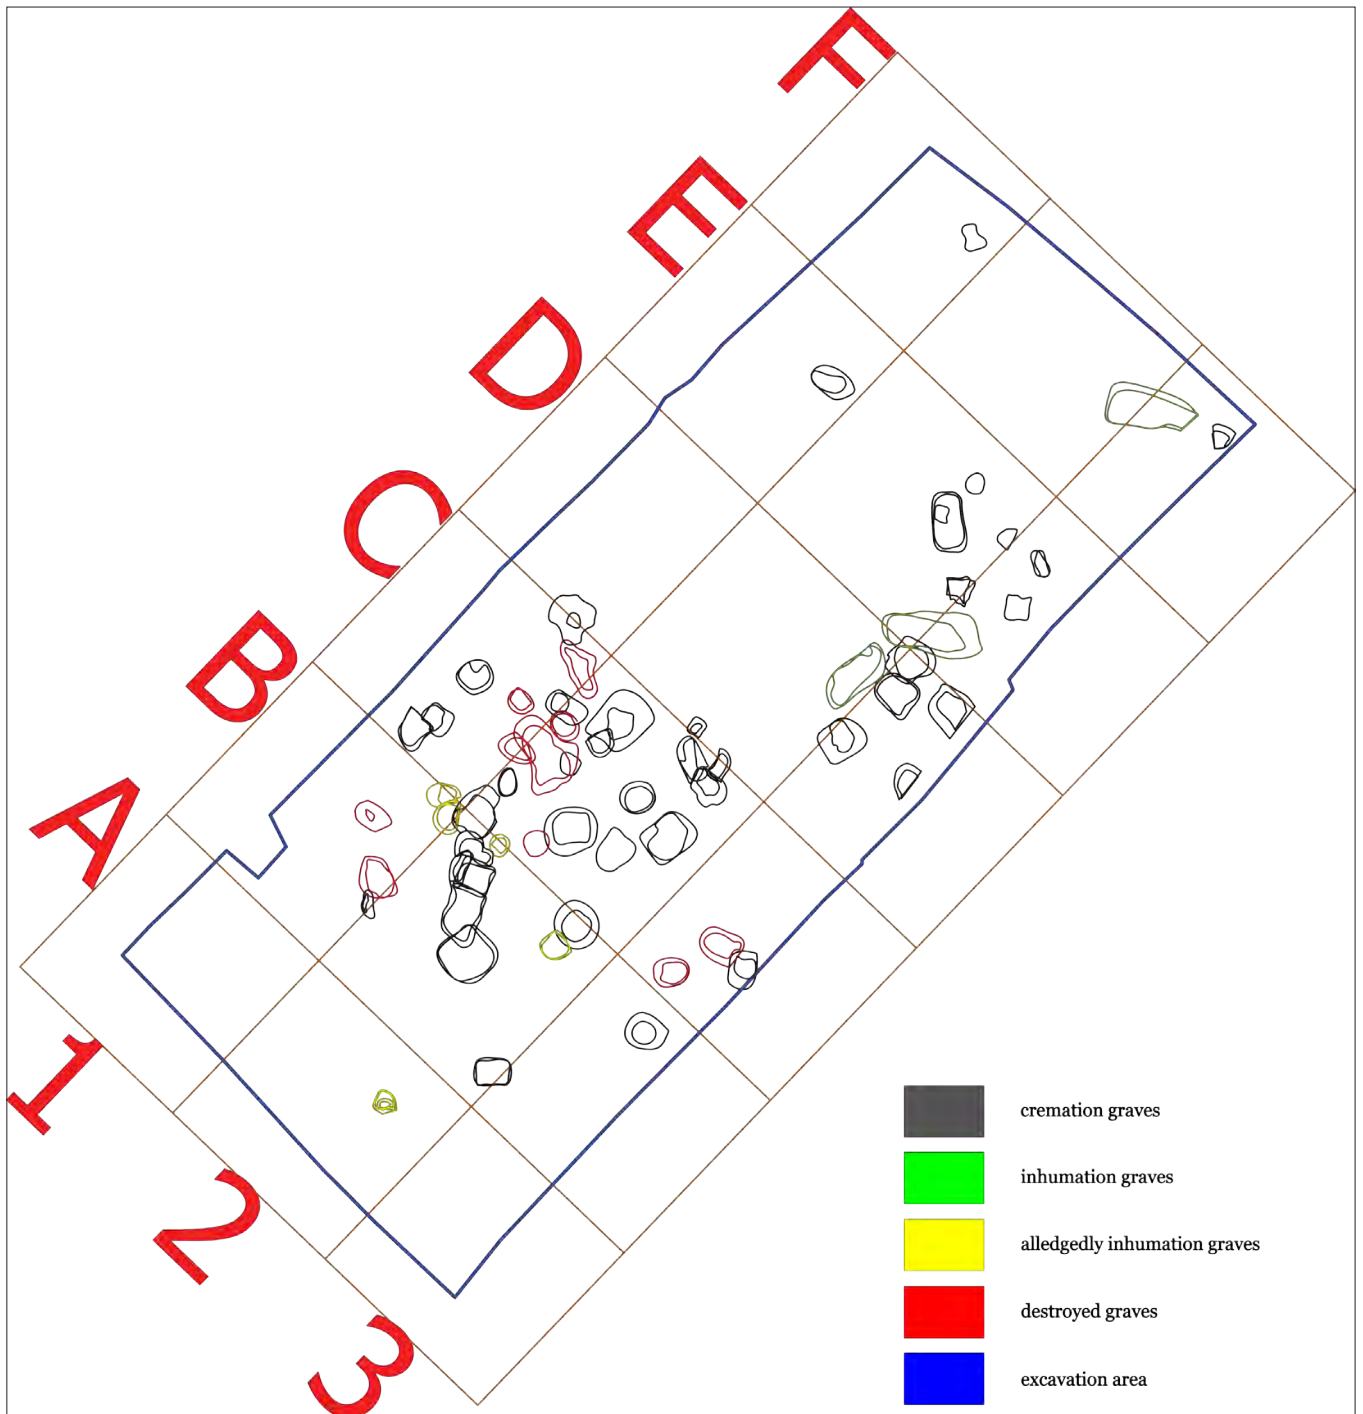 F
E
D
C
B
A
1
2
3
cremation graves
inhumation graves
alledgedly inhumation graves
destroyed graves
excavation area